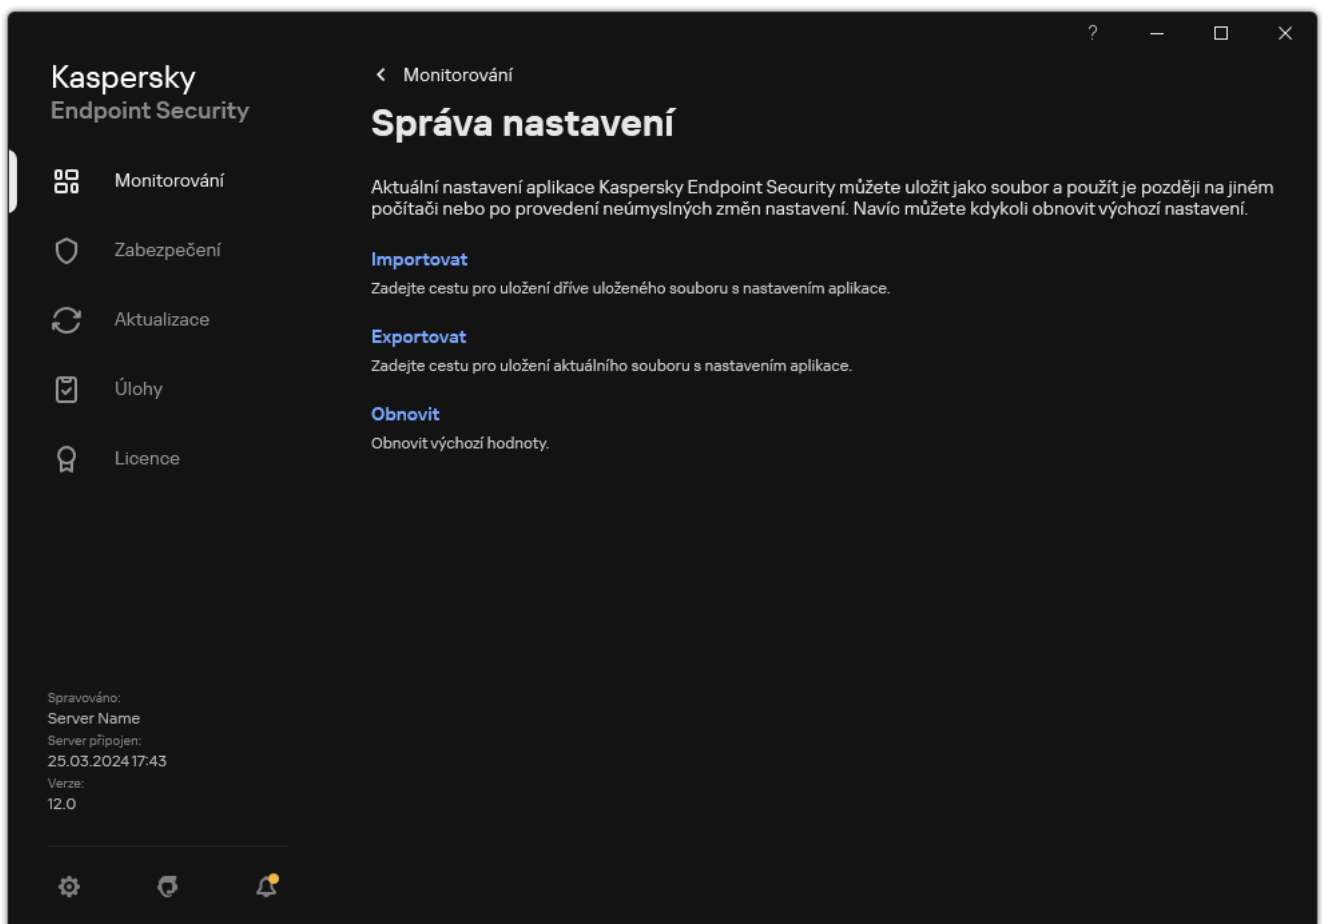 ?
Kaspersky
Endpoint Security
Monitorování
Zabezpečení
Aktualizace
Úlohy
Licence
Spravováno:
Server Name
Server připojen:
25.03.2024 17:43
Verze:
12.0
Monitorování
Správa nastavení
Aktuální nastavení aplikace Kaspersky Endpoint Security můžete uložit jako soubor a použít je později na jiném
počítači nebo po provedení neúmyslných změn nastavení. Navíc můžete kdykoli obnovit výchozí nastavení.
Importovat
Zadejte cestu pro uložení dříve uloženého souboru s nastavením aplikace.
Exportovat
Zadejte cestu pro uložení aktuálního souboru s nastavením aplikace.
Obnovit
Obnovit výchozí hodnoty.